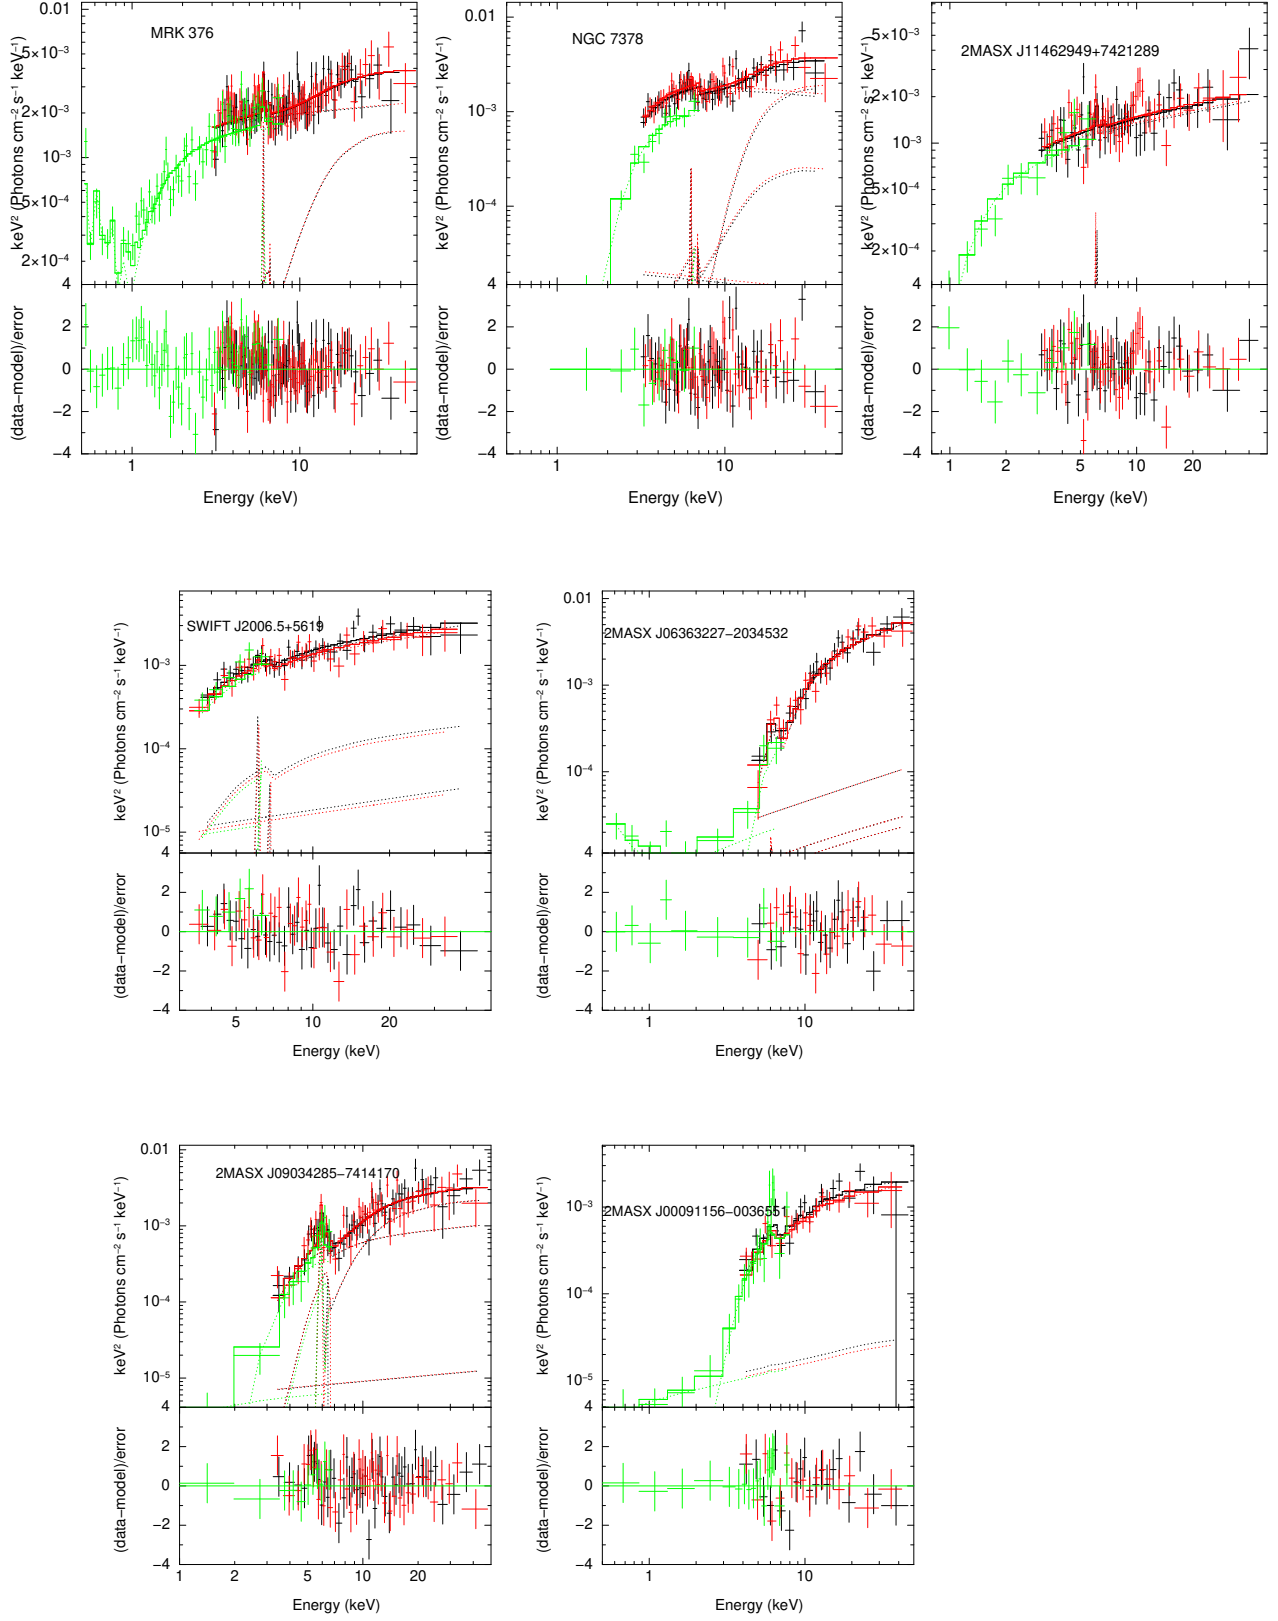 MRK 376
0.01
5×10⁻³
2×10⁻³
10⁻³
5×10⁻⁴
2×10⁻⁴
keV² (Photons cm⁻² s⁻¹ keV⁻¹)
4
2
0
−2
−4
(data−model)/error
1
10
Energy (keV)
NGC 7378
0.01
10⁻³
10⁻⁴
keV² (Photons cm⁻² s⁻¹ keV⁻¹)
4
2
0
−2
−4
(data−model)/error
1
10
Energy (keV)
2MASX J11462949+7421289
5×10⁻³
2×10⁻³
10⁻³
5×10⁻⁴
2×10⁻⁴
keV² (Photons cm⁻² s⁻¹ keV⁻¹)
4
2
0
−2
−4
(data−model)/error
1
2
5
10
20
Energy (keV)
SWIFT J2006.5+5619
10⁻³
10⁻⁴
10⁻⁵
keV² (Photons cm⁻² s⁻¹ keV⁻¹)
4
2
0
−2
−4
(data−model)/error
5
10
20
Energy (keV)
2MASX J06363227−2034532
0.01
10⁻³
10⁻⁴
keV² (Photons cm⁻² s⁻¹ keV⁻¹)
4
2
0
−2
−4
(data−model)/error
1
10
Energy (keV)
2MASX J09034285−7414170
0.01
10⁻³
10⁻⁴
10⁻⁵
keV² (Photons cm⁻² s⁻¹ keV⁻¹)
4
2
0
−2
−4
(data−model)/error
1
2
5
10
20
Energy (keV)
2MASX J00091156−0036551
10⁻³
10⁻⁴
10⁻⁵
keV² (Photons cm⁻² s⁻¹ keV⁻¹)
4
2
0
−2
−4
(data−model)/error
1
10
Energy (keV)